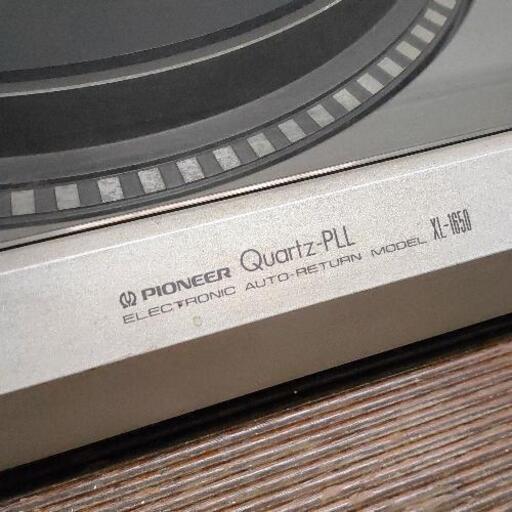 PIONEER Quartz-PLL
ELECTRONIC AUTO-RETURN MODEL XL-1650